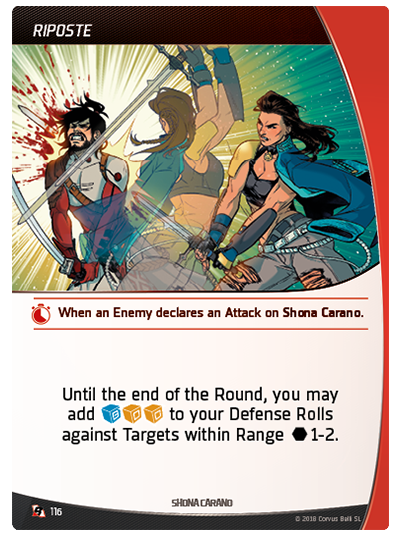 RIPOSTE
When an Enemy declares an Attack on Shona Carano.
Until the end of the Round, you may
add B O O to your Defense Rolls
against Targets within Range 1-2.
116
SHONA CARANO
© 2018 Corvus Belli SL